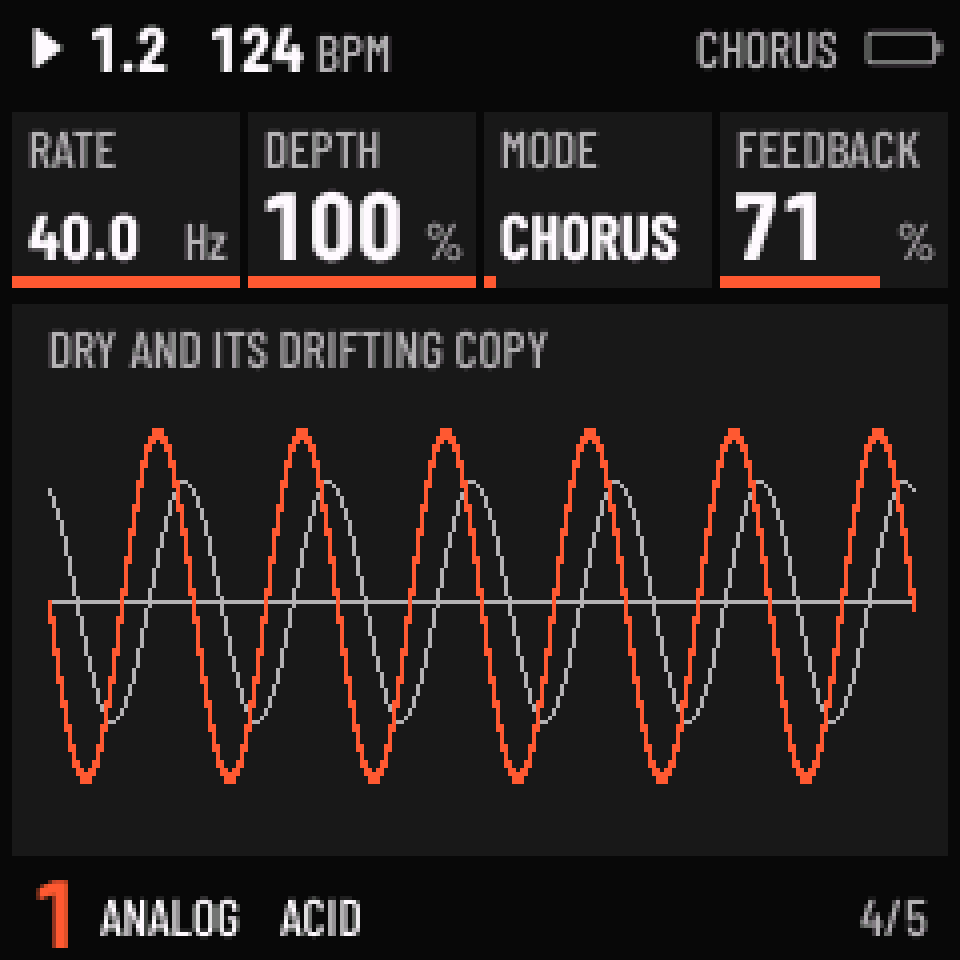 1.2 124 BPM CHORUS
RATE DEPTH MODE FEEDBACK
40.0 Hz 100 % CHORUS 71 %
DRY AND ITS DRIFTING COPY
1 ANALOG ACID 4/5